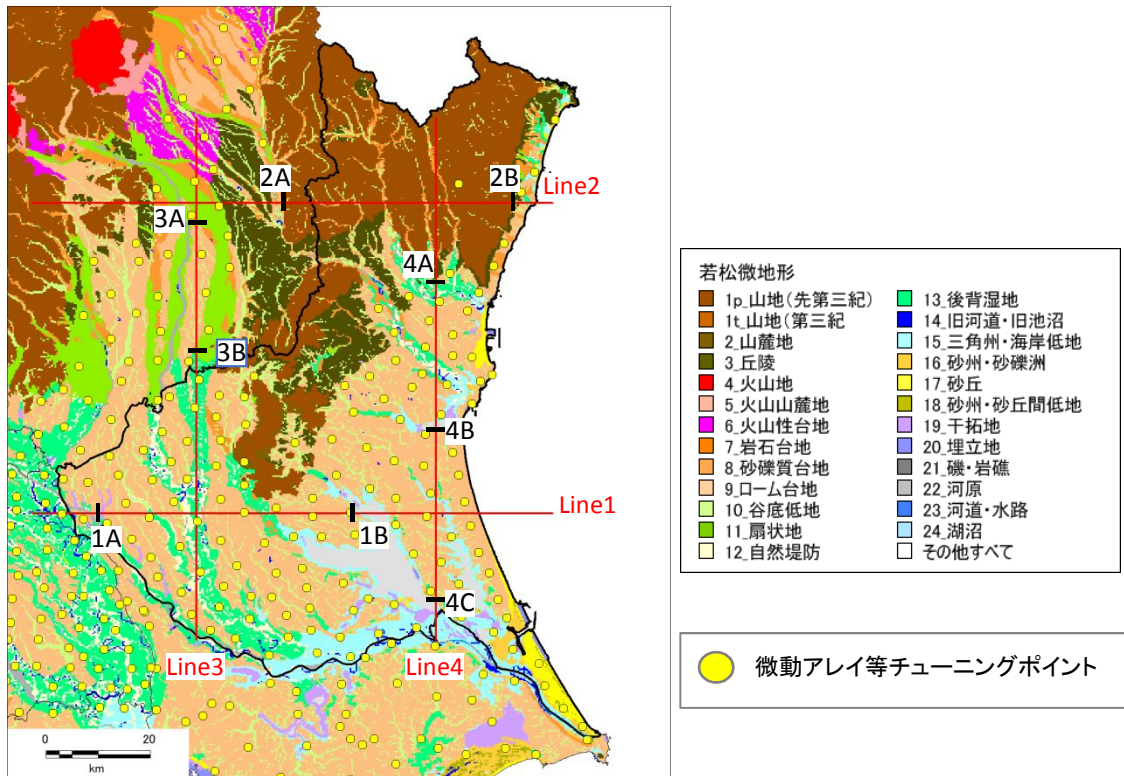 2A
2B
Line2
3A
4A
3B
4B
Line1
1A
1B
4C
Line3
Line4
0
20
km
若松微地形
1p_山地(先第三紀)
1t_山地(第三紀
2_山麓地
3_丘陵
4_火山地
5_火山山麓地
6_火山性台地
7_岩石台地
8_砂礫質台地
9_ローム台地
10_谷底低地
11_扇状地
12_自然堤防
13_後背湿地
14_旧河道・旧池沼
15_三角州・海岸低地
16_砂州・砂礫洲
17_砂丘
18_砂州・砂丘間低地
19_干拓地
20_埋立地
21_磯・岩礁
22_河原
23_河道・水路
24_湖沼
その他すべて
微動アレイ等チューニングポイント